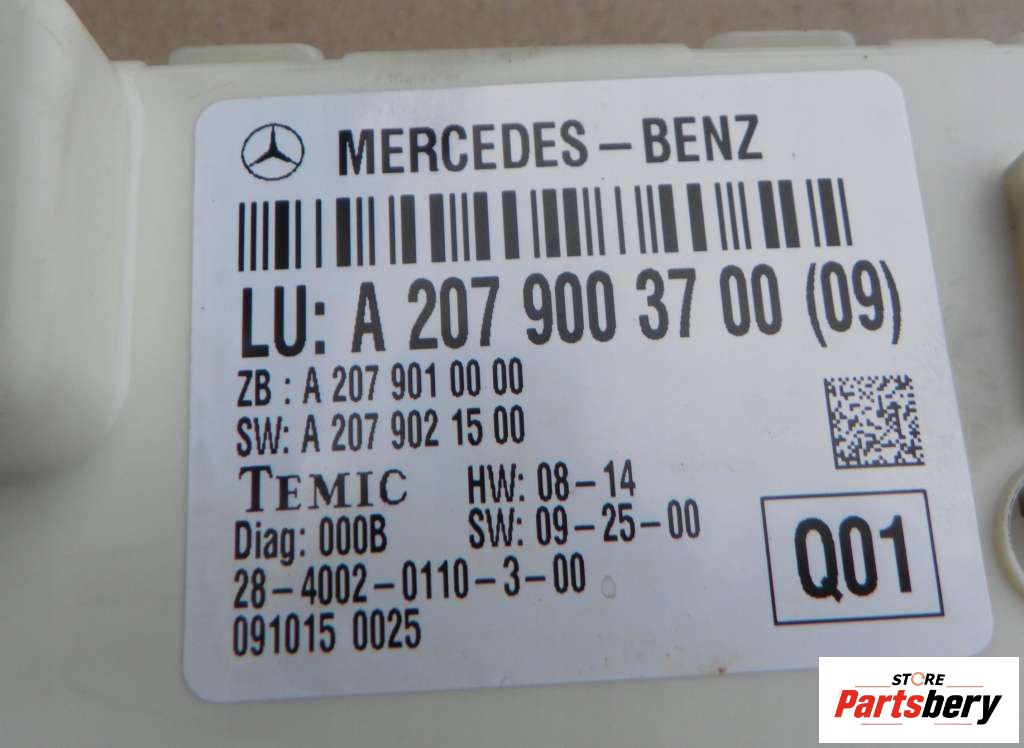 MERCEDES-BENZ
LU: A 207 900 37 00 (09)
ZB : A 207 901 00 00
SW: A 207 902 15 00
TEMIC HW: 08-14
Diag: 000B SW: 09-25-00
28-4002-0110-3-00
091015 0025
Q01
STORE
Partsbery